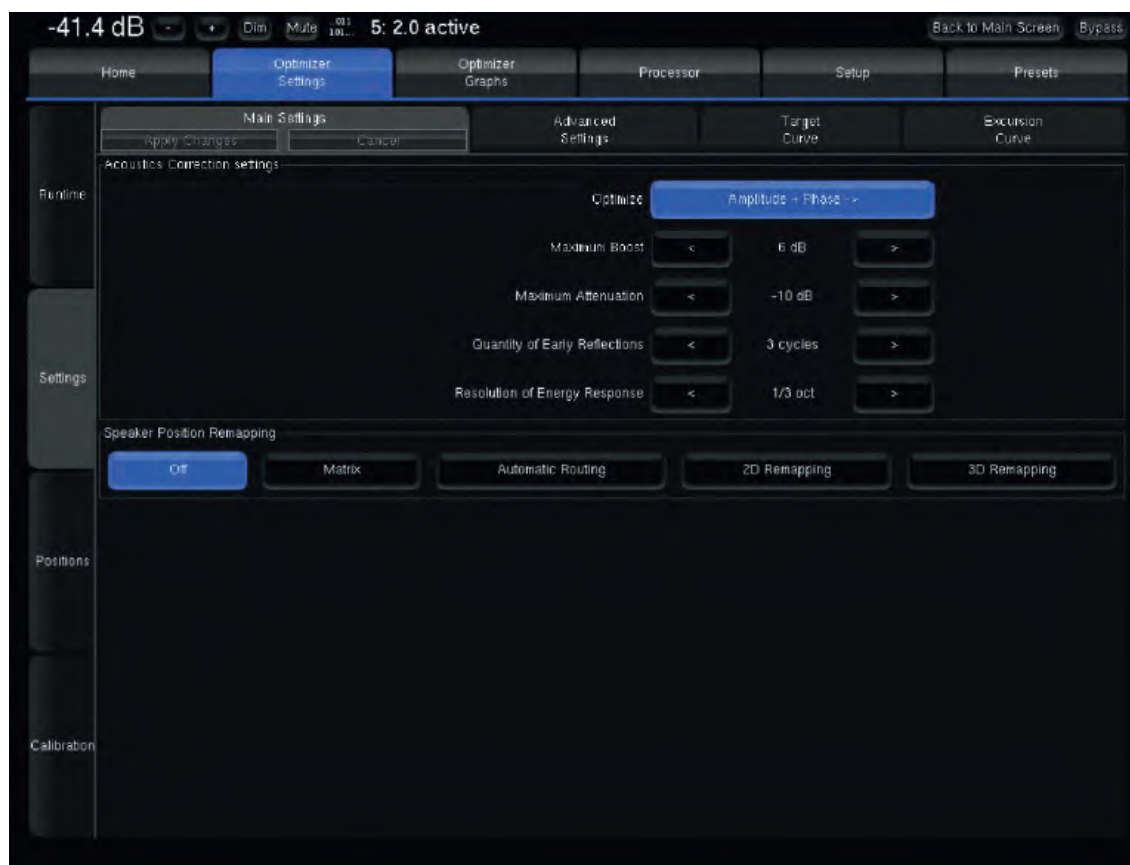 -41.4 dB - + Dim Mute 5: 2.0 active Back to Main Screen Bypass
Home
Optimizer
Settings
Optimizer
Graphs
Processor
Setup
Presets
Main Settings
Apply Changes Cancel
Advanced
Settings
Target
Curve
Excursion
Curve
Runtime
Settings
Positions
Calibration
Acoustics Correction settings
Optimize Amplitude + Phase ->
Maximum Boost < 6 dB >
Maximum Attenuation < -10 dB >
Quantity of Early Reflections < 3 cycles >
Resolution of Energy Response < 1/3 oct >
Speaker Position Remapping
Off Matrix Automatic Routing 2D Remapping 3D Remapping